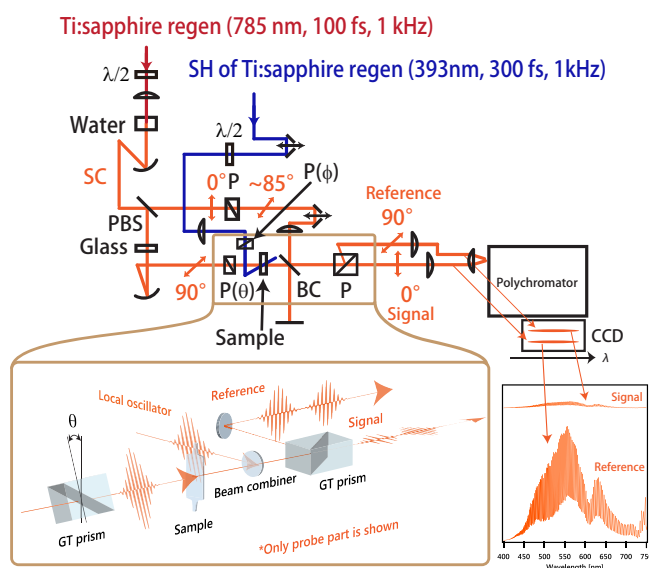 Ti:sapphire regen (785 nm, 100 fs, 1 kHz)
λ/2
SH of Ti:sapphire regen (393nm, 300 fs, 1kHz)
Water
λ/2
SC
0° P
~85°
P(ϕ)
Reference
90°
PBS
Glass
90°
P(θ)
BC
P
0°
Signal
Polychromator
Sample
CCD
λ
Reference
Local oscillator
Signal
θ
Beam combiner
GT prism
Sample
GT prism
*Only probe part is shown
Signal
Reference
400 450 500 550 600 650 700 75
Wavelength [nm]